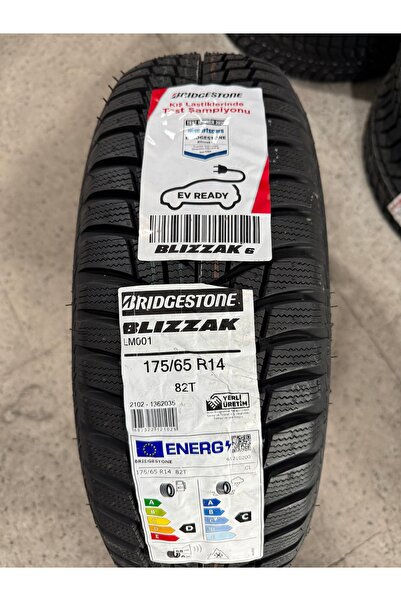 BRIDGESTONE
Kış Lastiklerinde
Test Şampiyonu
BRIDGESTONE
EV READY
BLIZZAK 6
BRIDGESTONE
BLIZZAK
LM001
175/65 R14
82T
2102 - 1362035
YERLİ
ÜRETİM
ENERG
BRIDGESTONE
175/65 R14 82T
C1
A
B
C
D
E
D
A
B
C
D
E
C